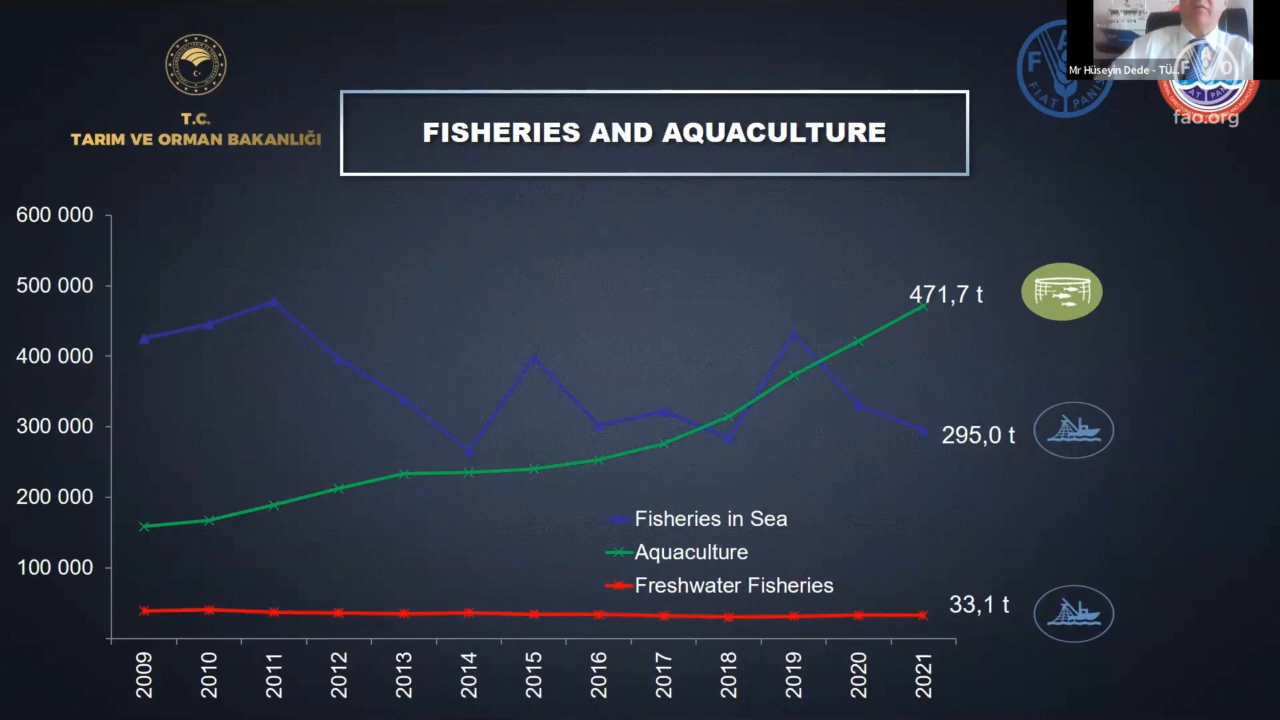 T.C.
TARIM VE ORMAN BAKANLIĞI
FISHERIES AND AQUACULTURE
Mr Hüseyin Dede - TÜ...
FIAT PANIS
fao.org
600 000
500 000
400 000
300 000
200 000
100 000
471,7 t
295,0 t
33,1 t
Fisheries in Sea
Aquaculture
Freshwater Fisheries
2009
2010
2011
2012
2013
2014
2015
2016
2017
2018
2019
2020
2021